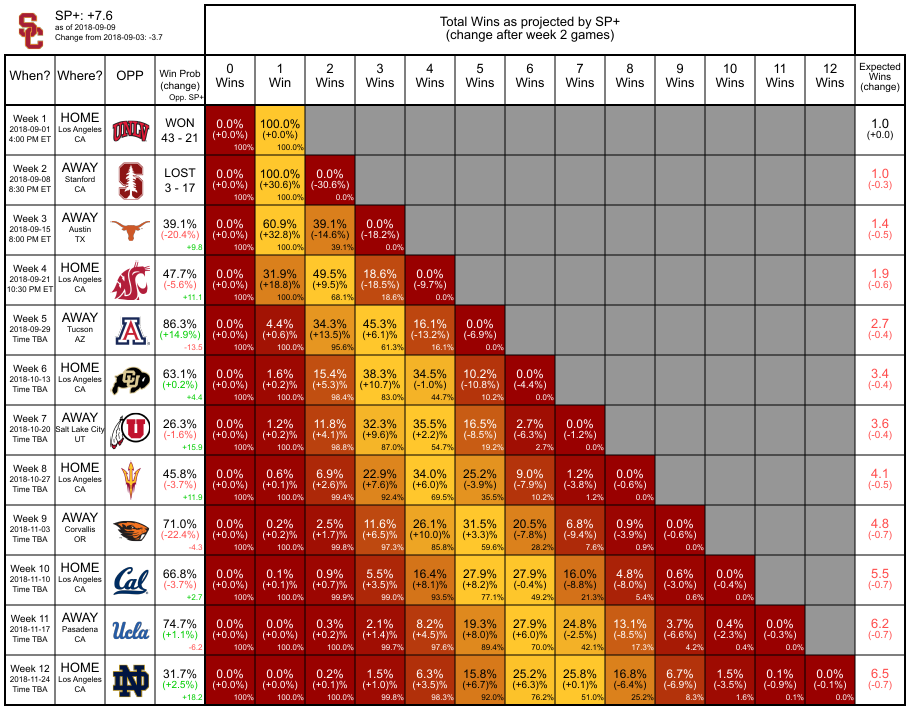 SP+: +7.6
as of 2018-09-09
Change from 2018-09-03: -3.7
Total Wins as projected by SP+
(change after week 2 games)
When? Where? OPP Win Prob (change) Opp. SP+ 0 Wins 1 Win 2 Wins 3 Wins 4 Wins 5 Wins 6 Wins 7 Wins 8 Wins 9 Wins 10 Wins 11 Wins 12 Wins Expected Wins (change)
Week 1 HOME WON 0.0% 100.0% 1.0
2018-09-01 Los Angeles UNLV 43 - 21 (+0.0%) (+0.0%) (+0.0)
4:00 PM ET CA 100% 100.0%
Week 2 AWAY LOST 0.0% 100.0% 0.0% 1.0
2018-09-08 Stanford S 3 - 17 (+0.0%) (+30.6)% (-30.6%) (-0.3)
8:30 PM ET CA 100% 100.0% 0.0%
Week 3 AWAY 39.1% 0.0% 60.9% 39.1% 0.0% 1.4
2018-09-15 Austin (-20.4%) (+0.0%) (+32.8)% (-14.6%) (-18.2%) (-0.5)
8:00 PM ET TX +9.8 100% 100.0% 39.1% 0.0%
Week 4 HOME 47.7% 0.0% 31.9% 49.5% 18.6% 0.0% 1.9
2018-09-21 Los Angeles (-5.6%) (+0.0%) (+18.8)% (+9.5%) (-18.5%) (-9.7%) (-0.6)
10:30 PM ET CA +11.1 100% 100.0% 68.1% 18.6% 0.0%
Week 5 AWAY 86.3% 0.0% 4.4% 34.3% 45.3% 16.1% 0.0% 2.7
2018-09-29 Tucson A (+14.9%) (+0.0%) (+0.6)% (+13.5%) (+6.1%) (-13.2%) (-6.9%) (-0.4)
Time TBA AZ -13.5 100% 100.0% 95.6% 61.3% 16.1% 0.0%
Week 6 HOME 63.1% 0.0% 1.6% 15.4% 38.3% 34.5% 10.2% 0.0% 3.4
2018-10-13 Los Angeles CU (+0.2%) (+0.0%) (+0.2)% (+5.3%) (+10.7%) (-1.0%) (-10.8%) (-4.4%) (-0.4)
Time TBA CA +4.4 100% 100.0% 98.4% 83.0% 44.7% 10.2% 0.0%
Week 7 AWAY 26.3% 0.0% 1.2% 11.8% 32.3% 35.5% 16.5% 2.7% 0.0% 3.6
2018-10-20 Salt Lake City U (-1.6%) (+0.0%) (+0.2)% (+4.1%) (+9.6%) (+2.2%) (-8.5%) (-6.3%) (-1.2%) (-0.4)
Time TBA UT +15.9 100% 100.0% 98.8% 87.0% 54.7% 19.2% 2.7% 0.0%
Week 8 HOME 45.8% 0.0% 0.6% 6.9% 22.9% 34.0% 25.2% 9.0% 1.2% 0.0% 4.1
2018-10-27 Los Angeles (-3.7%) (+0.0%) (+0.1)% (+2.6%) (+7.6%) (+6.0%) (-3.9%) (-7.9%) (-3.8%) (-0.6%) (-0.5)
Time TBA CA +11.9 100% 100.0% 99.4% 92.4% 69.5% 35.5% 10.2% 1.2% 0.0%
Week 9 AWAY 71.0% 0.0% 0.2% 2.5% 11.6% 26.1% 31.5% 20.5% 6.8% 0.9% 0.0% 4.8
2018-11-03 Corvallis (-22.4%) (+0.0%) (+0.1)% (+1.7%) (+6.5%) (+10.0%) (+3.3%) (-7.8%) (-9.4%) (-3.9%) (-0.6%) (-0.7)
Time TBA OR -4.3 100% 100.0% 99.8% 97.3% 85.8% 59.6% 28.2% 7.6% 0.9% 0.0%
Week 10 HOME 66.8% 0.0% 0.1% 0.9% 5.5% 16.4% 27.9% 27.9% 16.0% 4.8% 0.6% 0.0% 5.5
2018-11-10 Los Angeles Cal (-3.7%) (+0.0%) (+0.1)% (+0.7%) (+3.5%) (+8.1%) (+8.2%) (-0.4%) (-8.8%) (-8.0%) (-3.0%) (-0.4%) (-0.7)
Time TBA CA +2.7 100% 100.0% 99.9% 99.0% 93.5% 77.1% 49.2% 21.3% 5.4% 0.6% 0.0%
Week 11 AWAY 74.7% 0.0% 0.0% 0.3% 2.1% 8.2% 19.3% 27.9% 24.8% 13.1% 3.7% 0.4% 0.0% 6.2
2018-11-17 Pasadena Ucla (+1.1%) (+0.0%) (+0.0)% (+0.2%) (+1.4%) (+4.5%) (+8.0%) (+6.0%) (-2.5%) (-8.5%) (-6.6%) (-2.3%) (-0.3%) (-0.7)
Time TBA CA -6.2 100% 100.0% 100.0% 99.7% 97.6% 89.4% 70.0% 42.1% 17.3% 4.2% 0.4% 0.0%
Week 12 HOME 31.7% 0.0% 0.0% 0.2% 1.5% 6.3% 15.8% 25.2% 25.8% 16.8% 6.7% 1.5% 0.1% 0.0% 6.5
2018-11-24 Los Angeles ND (+2.5%) (+0.0%) (+0.0)% (+0.1%) (+1.0%) (+3.5%) (+6.7%) (+6.3%) (+0.1%) (-6.4%) (-6.9%) (-3.5%) (-0.9%) (-0.1%) (-0.7)
Time TBA CA +18.2 100% 100.0% 100.0% 99.8% 98.3% 92.0% 76.2% 51.0% 25.2% 8.3% 1.6% 0.1% 0.0%